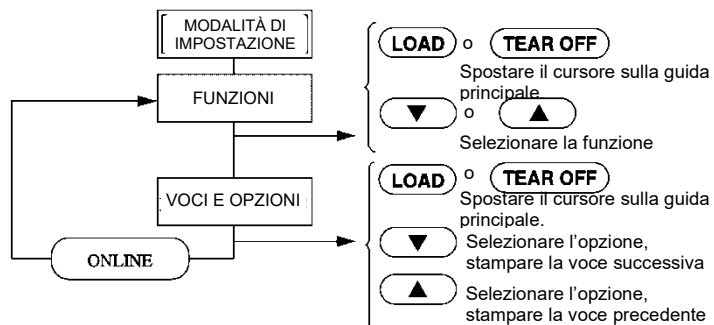 MODALITÀ DI
IMPOSTAZIONE
FUNZIONI
VOCI E OPZIONI
ONLINE
LOAD o TEAR OFF
Spostare il cursore sulla guida
principale.
▼ o ▲
Selezionare la funzione
LOAD o TEAR OFF
Spostare il cursore sulla guida
principale.
▼ Selezionare l’opzione,
stampare la voce successiva
▲ Selezionare l’opzione,
stampare la voce precedente